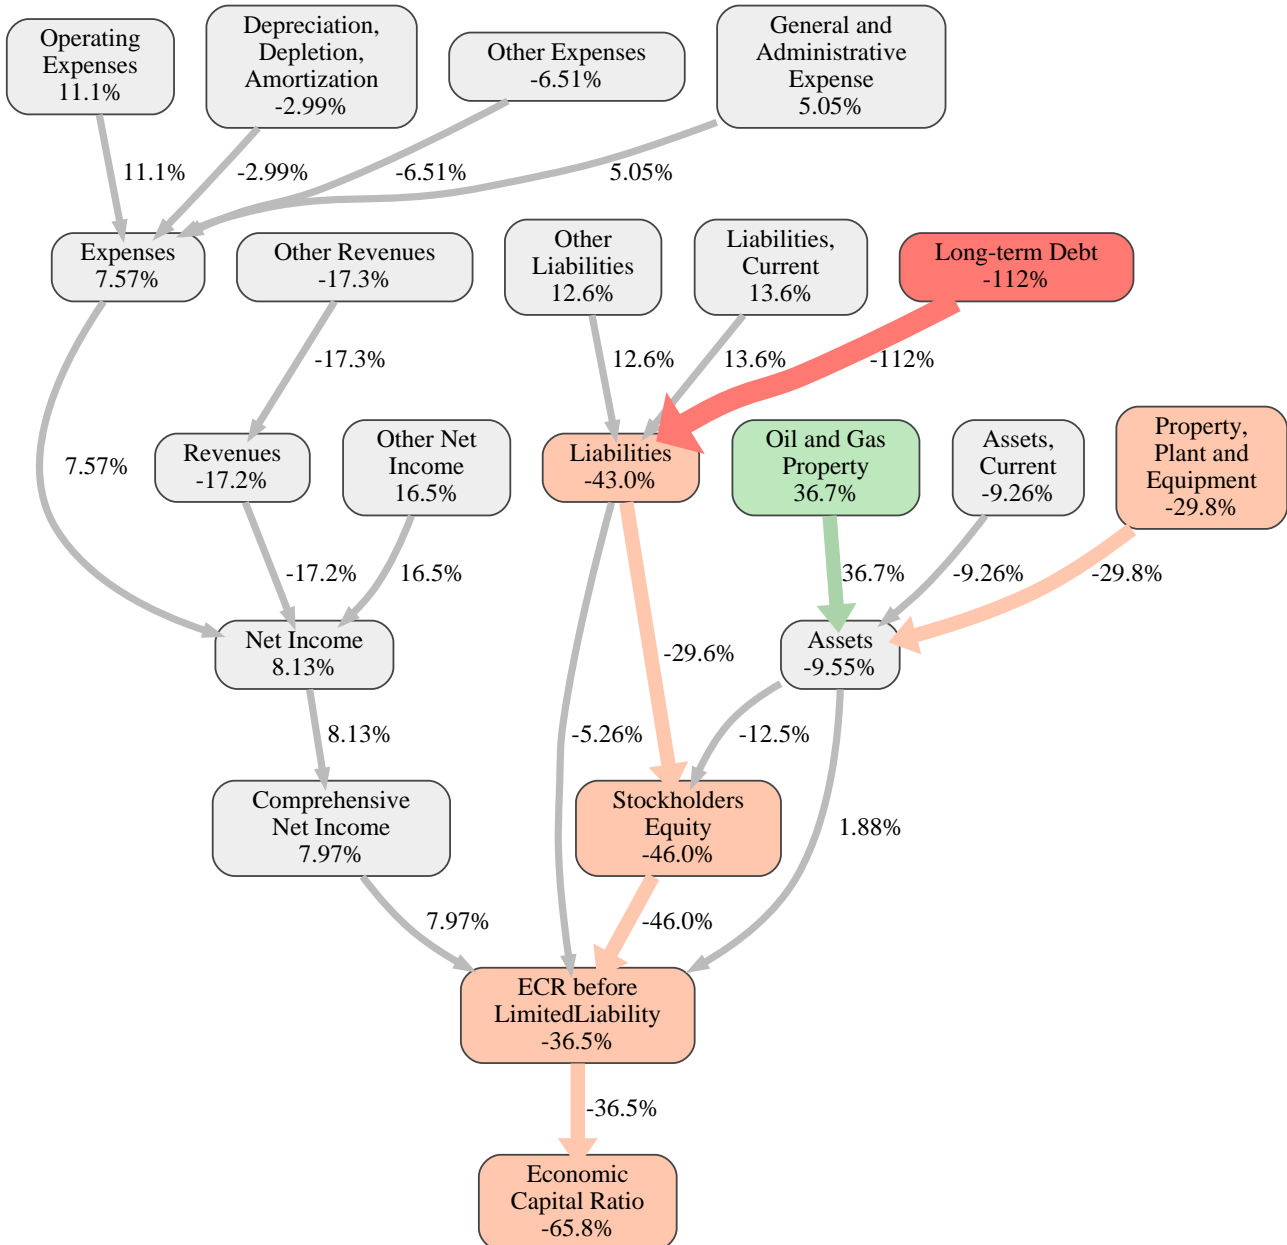 Operating
Expenses
11.1%
Depreciation,
Depletion,
Amortization
-2.99%
Other Expenses
-6.51%
General and
Administrative
Expense
5.05%
11.1%
-2.99%
-6.51%
5.05%
Expenses
7.57%
Other Revenues
-17.3%
Other
Liabilities
12.6%
Liabilities,
Current
13.6%
Long-term Debt
-112%
-17.3%
12.6%
13.6%
-112%
7.57%
Revenues
-17.2%
Other Net
Income
16.5%
Liabilities
-43.0%
Oil and Gas
Property
36.7%
Assets,
Current
-9.26%
Property,
Plant and
Equipment
-29.8%
-17.2%
16.5%
36.7%
-9.26%
-29.8%
Net Income
8.13%
-29.6%
Assets
-9.55%
8.13%
-5.26%
-12.5%
1.88%
Comprehensive
Net Income
7.97%
Stockholders
Equity
-46.0%
7.97%
-46.0%
ECR before
LimitedLiability
-36.5%
-36.5%
Economic
Capital Ratio
-65.8%